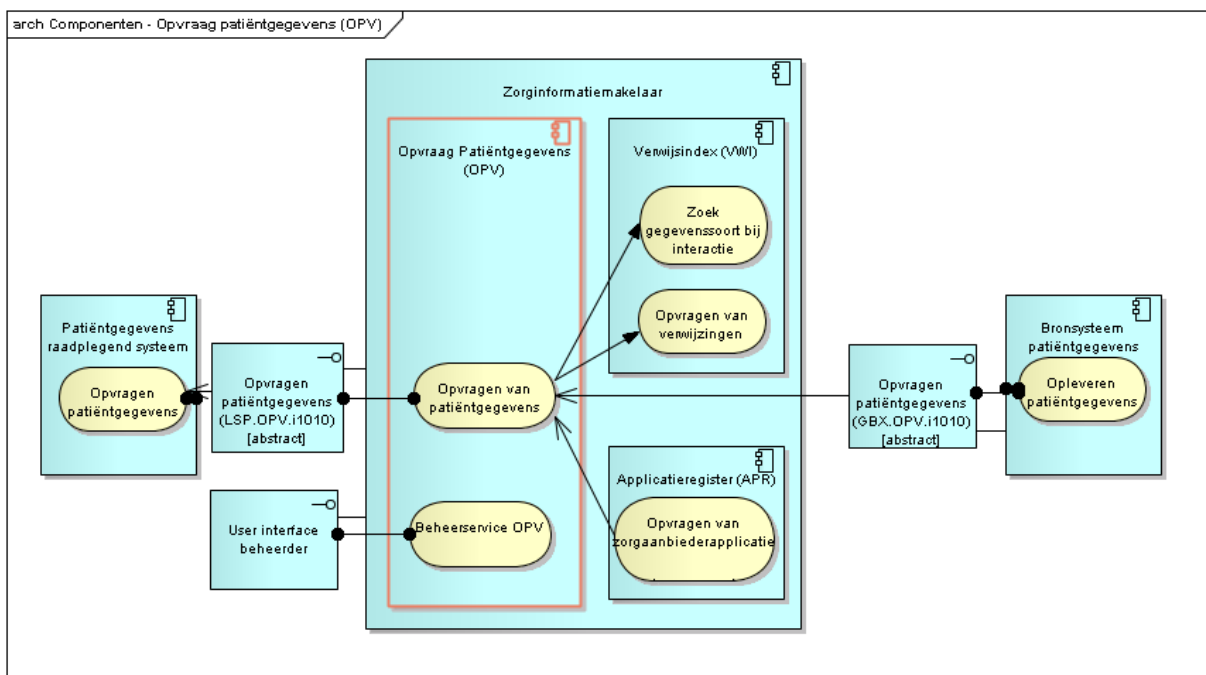 arch Componenten - Opvraag patiëntgegevens (OPV)
Zorginformatiemakelaar
Opvraag Patiëntgegevens
(OPV)
Verwijsindex (VWI)
Zoek
gegevenssoort bij
interactie
Opvragen van
verwijzingen
Patiëntgegevens
raadplegend systeem
Opvragen
patiëntgegevens
Opvragen
patiëntgegevens
(LSP.OPV.i1010)
[abstract]
Opvragen van
patiëntgegevens
Opvragen
patiëntgegevens
(GBX.OPV.i1010)
[abstract]
Bronsysteem
patiëntgegevens
Opleveren
patiëntgegevens
User interface
beheerder
Beheerservice OPV
Applicatieregister (APR)
Opvragen van
zorgaanbiederapplicatie